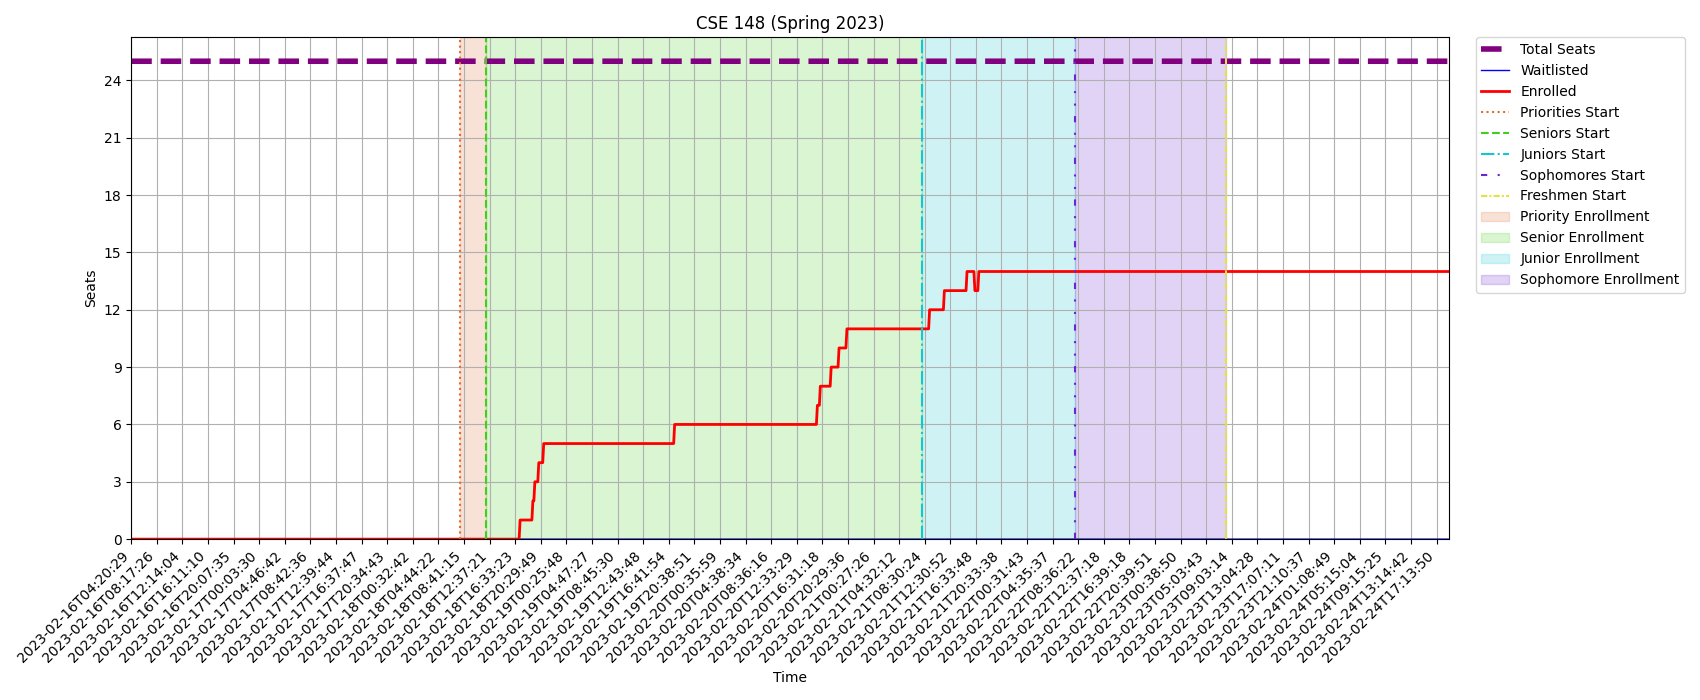 CSE 148 (Spring 2023)
Total Seats
Waitlisted
Enrolled
Priorities Start
Seniors Start
Juniors Start
Sophomores Start
Freshmen Start
Priority Enrollment
Senior Enrollment
Junior Enrollment
Sophomore Enrollment
Seats
24
21
18
15
12
9
6
3
0
2023-02-16T04:20:29
2023-02-16T08:17:26
2023-02-16T12:14:04
2023-02-16T16:11:10
2023-02-16T20:07:35
2023-02-17T00:03:30
2023-02-17T04:46:42
2023-02-17T08:42:36
2023-02-17T12:39:44
2023-02-17T16:37:47
2023-02-17T20:34:43
2023-02-18T00:32:42
2023-02-18T04:44:22
2023-02-18T08:41:15
2023-02-18T12:37:21
2023-02-18T16:33:23
2023-02-18T20:29:49
2023-02-19T00:25:48
2023-02-19T04:47:27
2023-02-19T08:45:30
2023-02-19T12:43:48
2023-02-19T16:41:54
2023-02-19T20:38:51
2023-02-20T00:35:59
2023-02-20T04:38:34
2023-02-20T08:36:16
2023-02-20T12:33:29
2023-02-20T16:31:18
2023-02-20T20:29:36
2023-02-21T00:27:26
2023-02-21T04:32:12
2023-02-21T08:30:24
2023-02-21T12:30:52
2023-02-21T16:33:48
2023-02-21T20:33:38
2023-02-22T00:31:43
2023-02-22T04:35:37
2023-02-22T08:36:22
2023-02-22T12:37:18
2023-02-22T16:39:18
2023-02-22T20:39:51
2023-02-23T00:38:50
2023-02-23T05:03:43
2023-02-23T09:03:14
2023-02-23T13:04:28
2023-02-23T17:07:11
2023-02-23T21:10:37
2023-02-24T01:08:49
2023-02-24T05:15:04
2023-02-24T09:15:25
2023-02-24T13:14:42
2023-02-24T17:13:50
Time